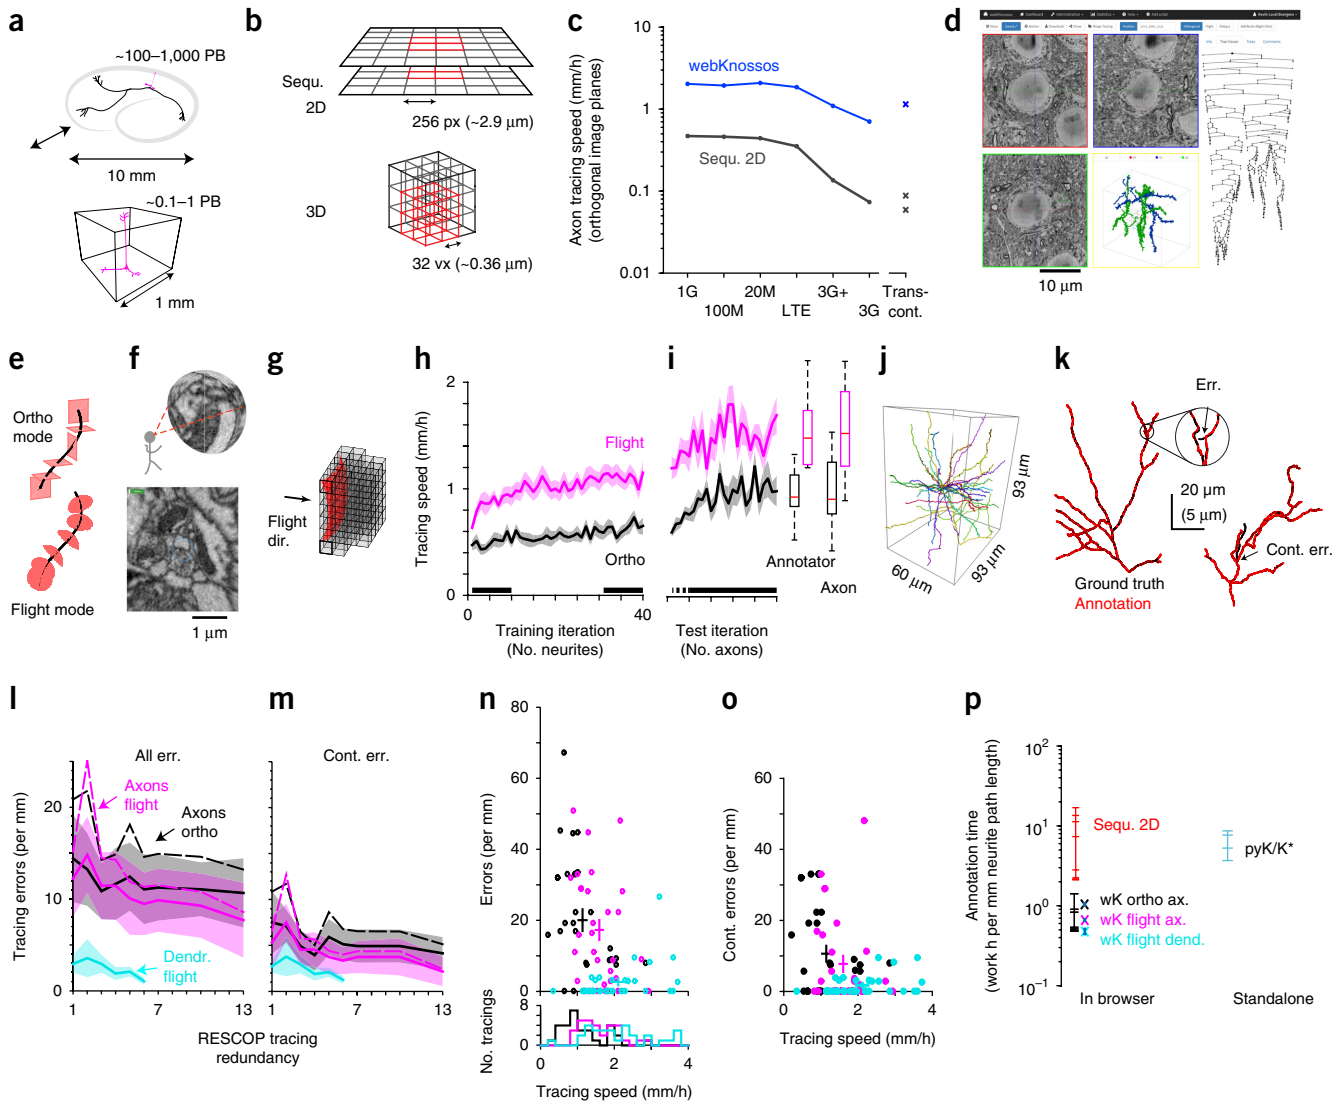 a
~100–1,000 PB
10 mm
~0.1–1 PB
1 mm
b
Sequ.
2D
256 px (~2.9 μm)
3D
32 vx (~0.36 μm)
c
Axon tracing speed (mm/h)
(orthogonal image planes)
10
1
0.1
0.01
webKnossos
Sequ. 2D
1G
100M
20M
LTE
3G+
3G
Trans-
cont.
d
webKnossos
Dashboard
Administration
Statistics
Help
10 μm
e
Ortho
mode
Flight mode
f
1 μm
g
Flight
dir.
h
Tracing speed (mm/h)
2
1
0
Flight
Ortho
0
40
Training iteration
(No. neurites)
i
Annotator
Axon
Test iteration
(No. axons)
j
93 μm
93 μm
60 μm
k
Err.
20 μm
(5 μm)
Cont. err.
Ground truth
Annotation
l
All err.
Tracing errors (per mm)
20
10
0
Axons
flight
Axons
ortho
Dendr.
flight
1
7
13
m
Cont. err.
1
7
13
RESCOP tracing
redundancy
n
Errors (per mm)
80
60
40
20
0
No. tracings
8
0
0
2
4
Tracing speed (mm/h)
o
Cont. errors (per mm)
60
40
20
0
0
2
4
Tracing speed (mm/h)
p
Annotation time
(work h per mm neurite path length)
10²
10¹
10⁰
10⁻¹
Sequ. 2D
pyK/K*
wK ortho ax.
wK flight ax.
wK flight dend.
In browser
Standalone